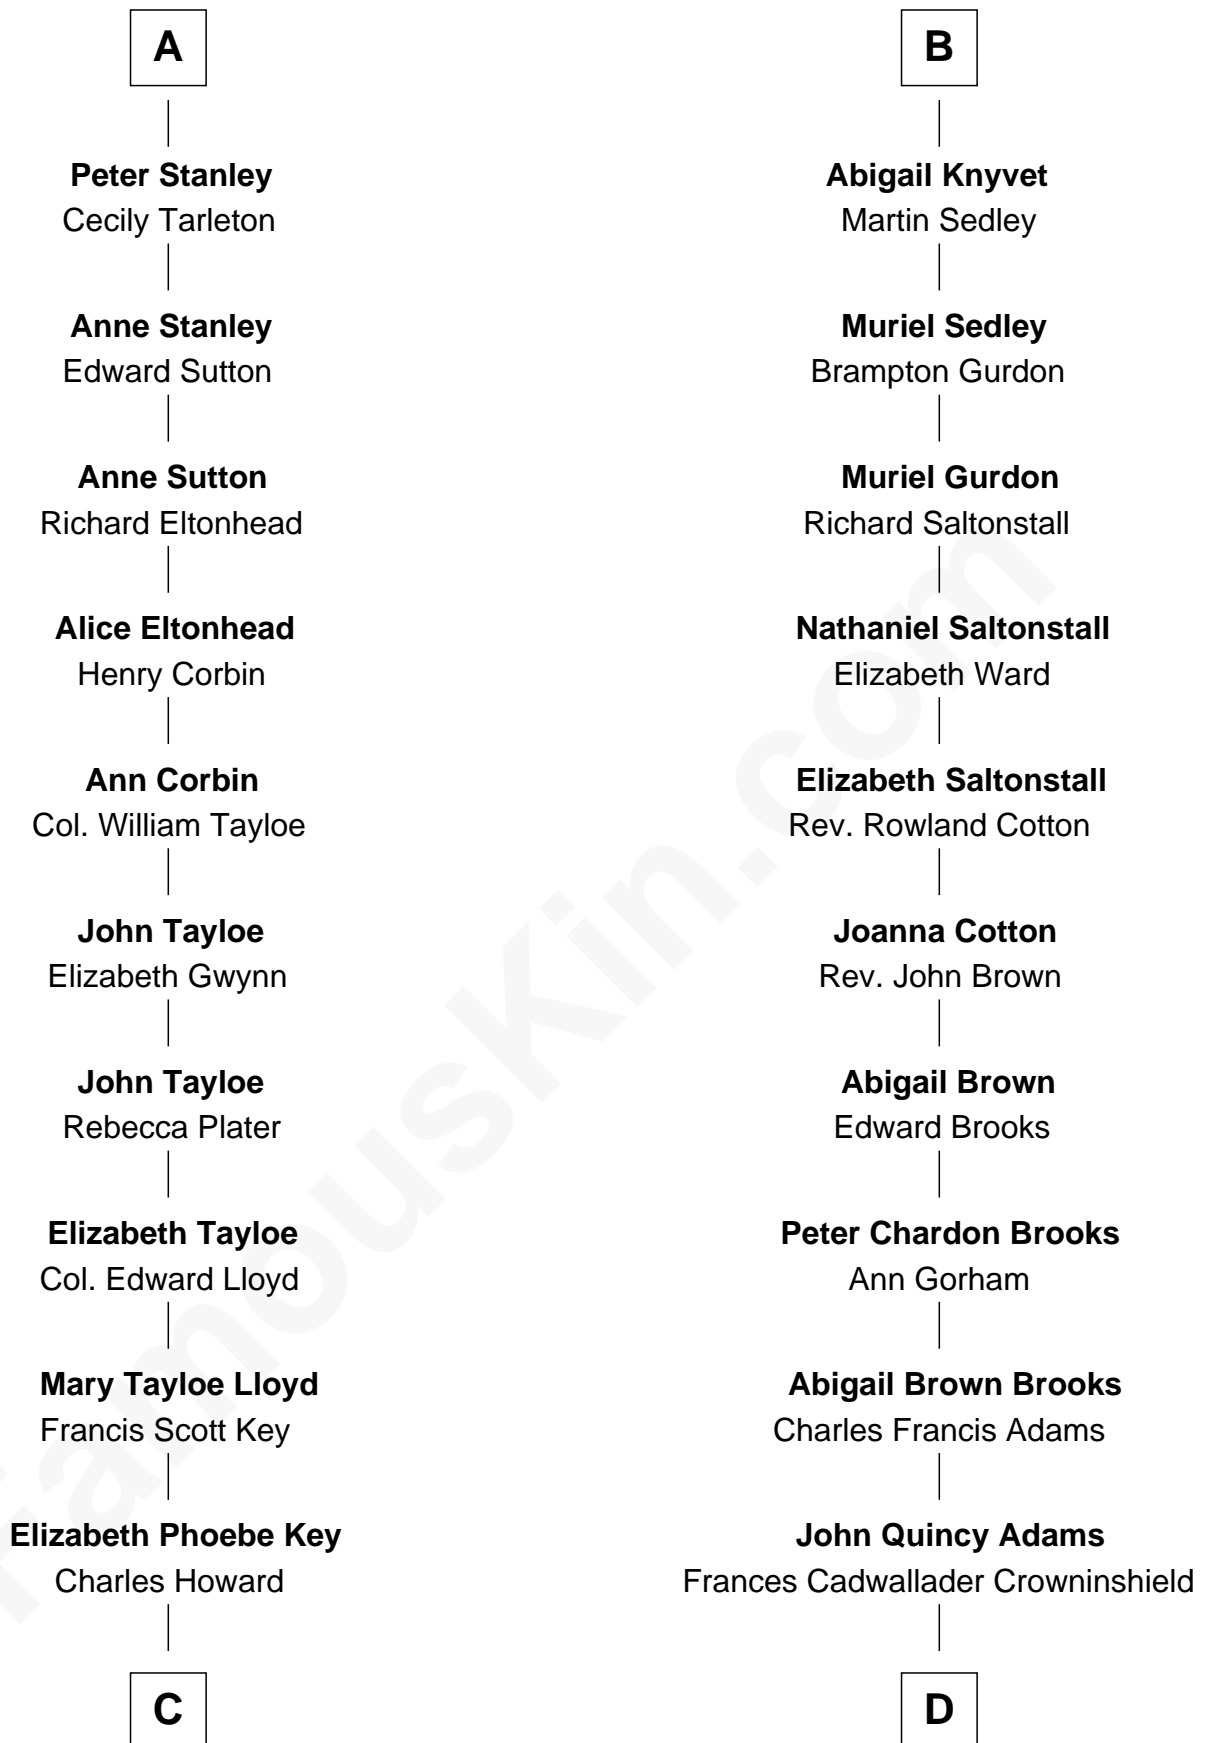 A
Peter Stanley
Cecily Tarleton
Anne Stanley
Edward Sutton
Anne Sutton
Richard Eltonhead
Alice Eltonhead
Henry Corbin
Ann Corbin
Col. William Tayloe
John Tayloe
Elizabeth Gwynn
John Tayloe
Rebecca Plater
Elizabeth Tayloe
Col. Edward Lloyd
Mary Tayloe Lloyd
Francis Scott Key
Elizabeth Phoebe Key
Charles Howard
C
B
Abigail Knyvet
Martin Sedley
Muriel Sedley
Brampton Gurdon
Muriel Gurdon
Richard Saltonstall
Nathaniel Saltonstall
Elizabeth Ward
Elizabeth Saltonstall
Rev. Rowland Cotton
Joanna Cotton
Rev. John Brown
Abigail Brown
Edward Brooks
Peter Chardon Brooks
Ann Gorham
Abigail Brown Brooks
Charles Francis Adams
John Quincy Adams
Frances Cadwallader Crowninshield
D
FamousKin.com